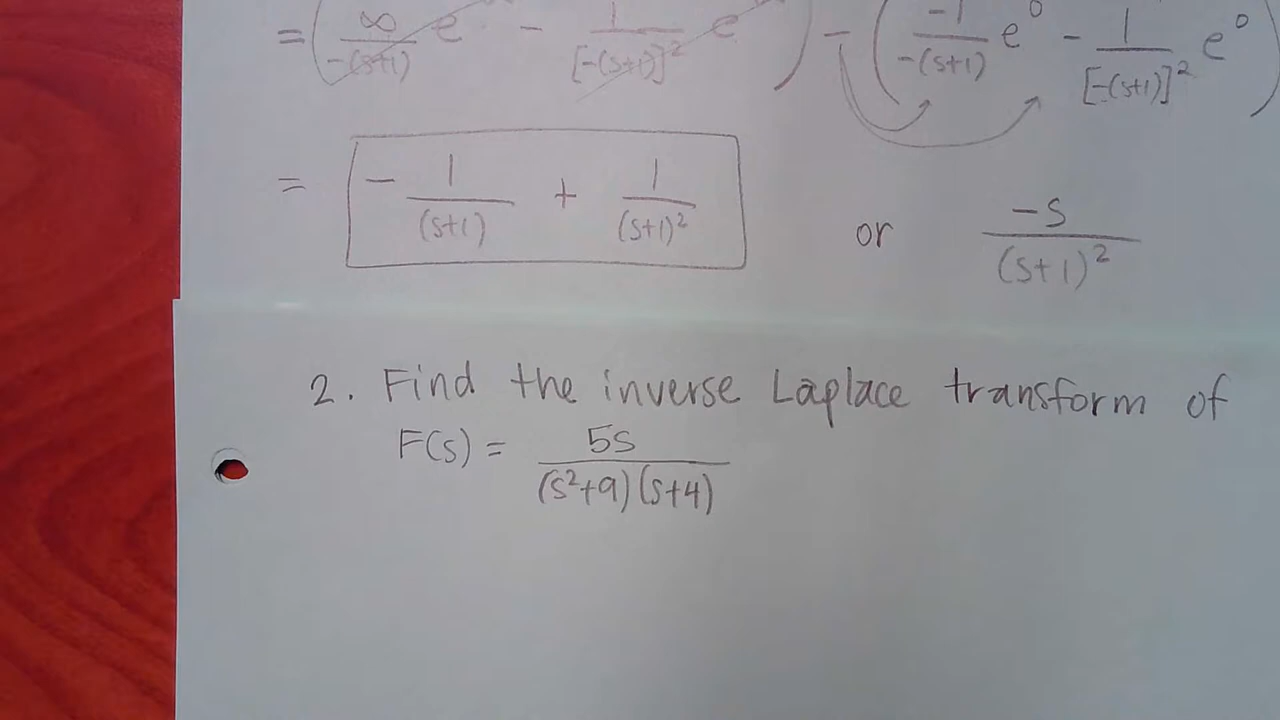 = (∞/-(s+1) e - 1/[-(s+1)]² e ) - (-1/-(s+1) e⁰ - 1/[-(s+1)]² e⁰)
= - 1/(s+1) + 1/(s+1)² or -s/(s+1)²
2. Find the inverse Laplace transform of
F(s) = 5s/(s²+9)(s+4)